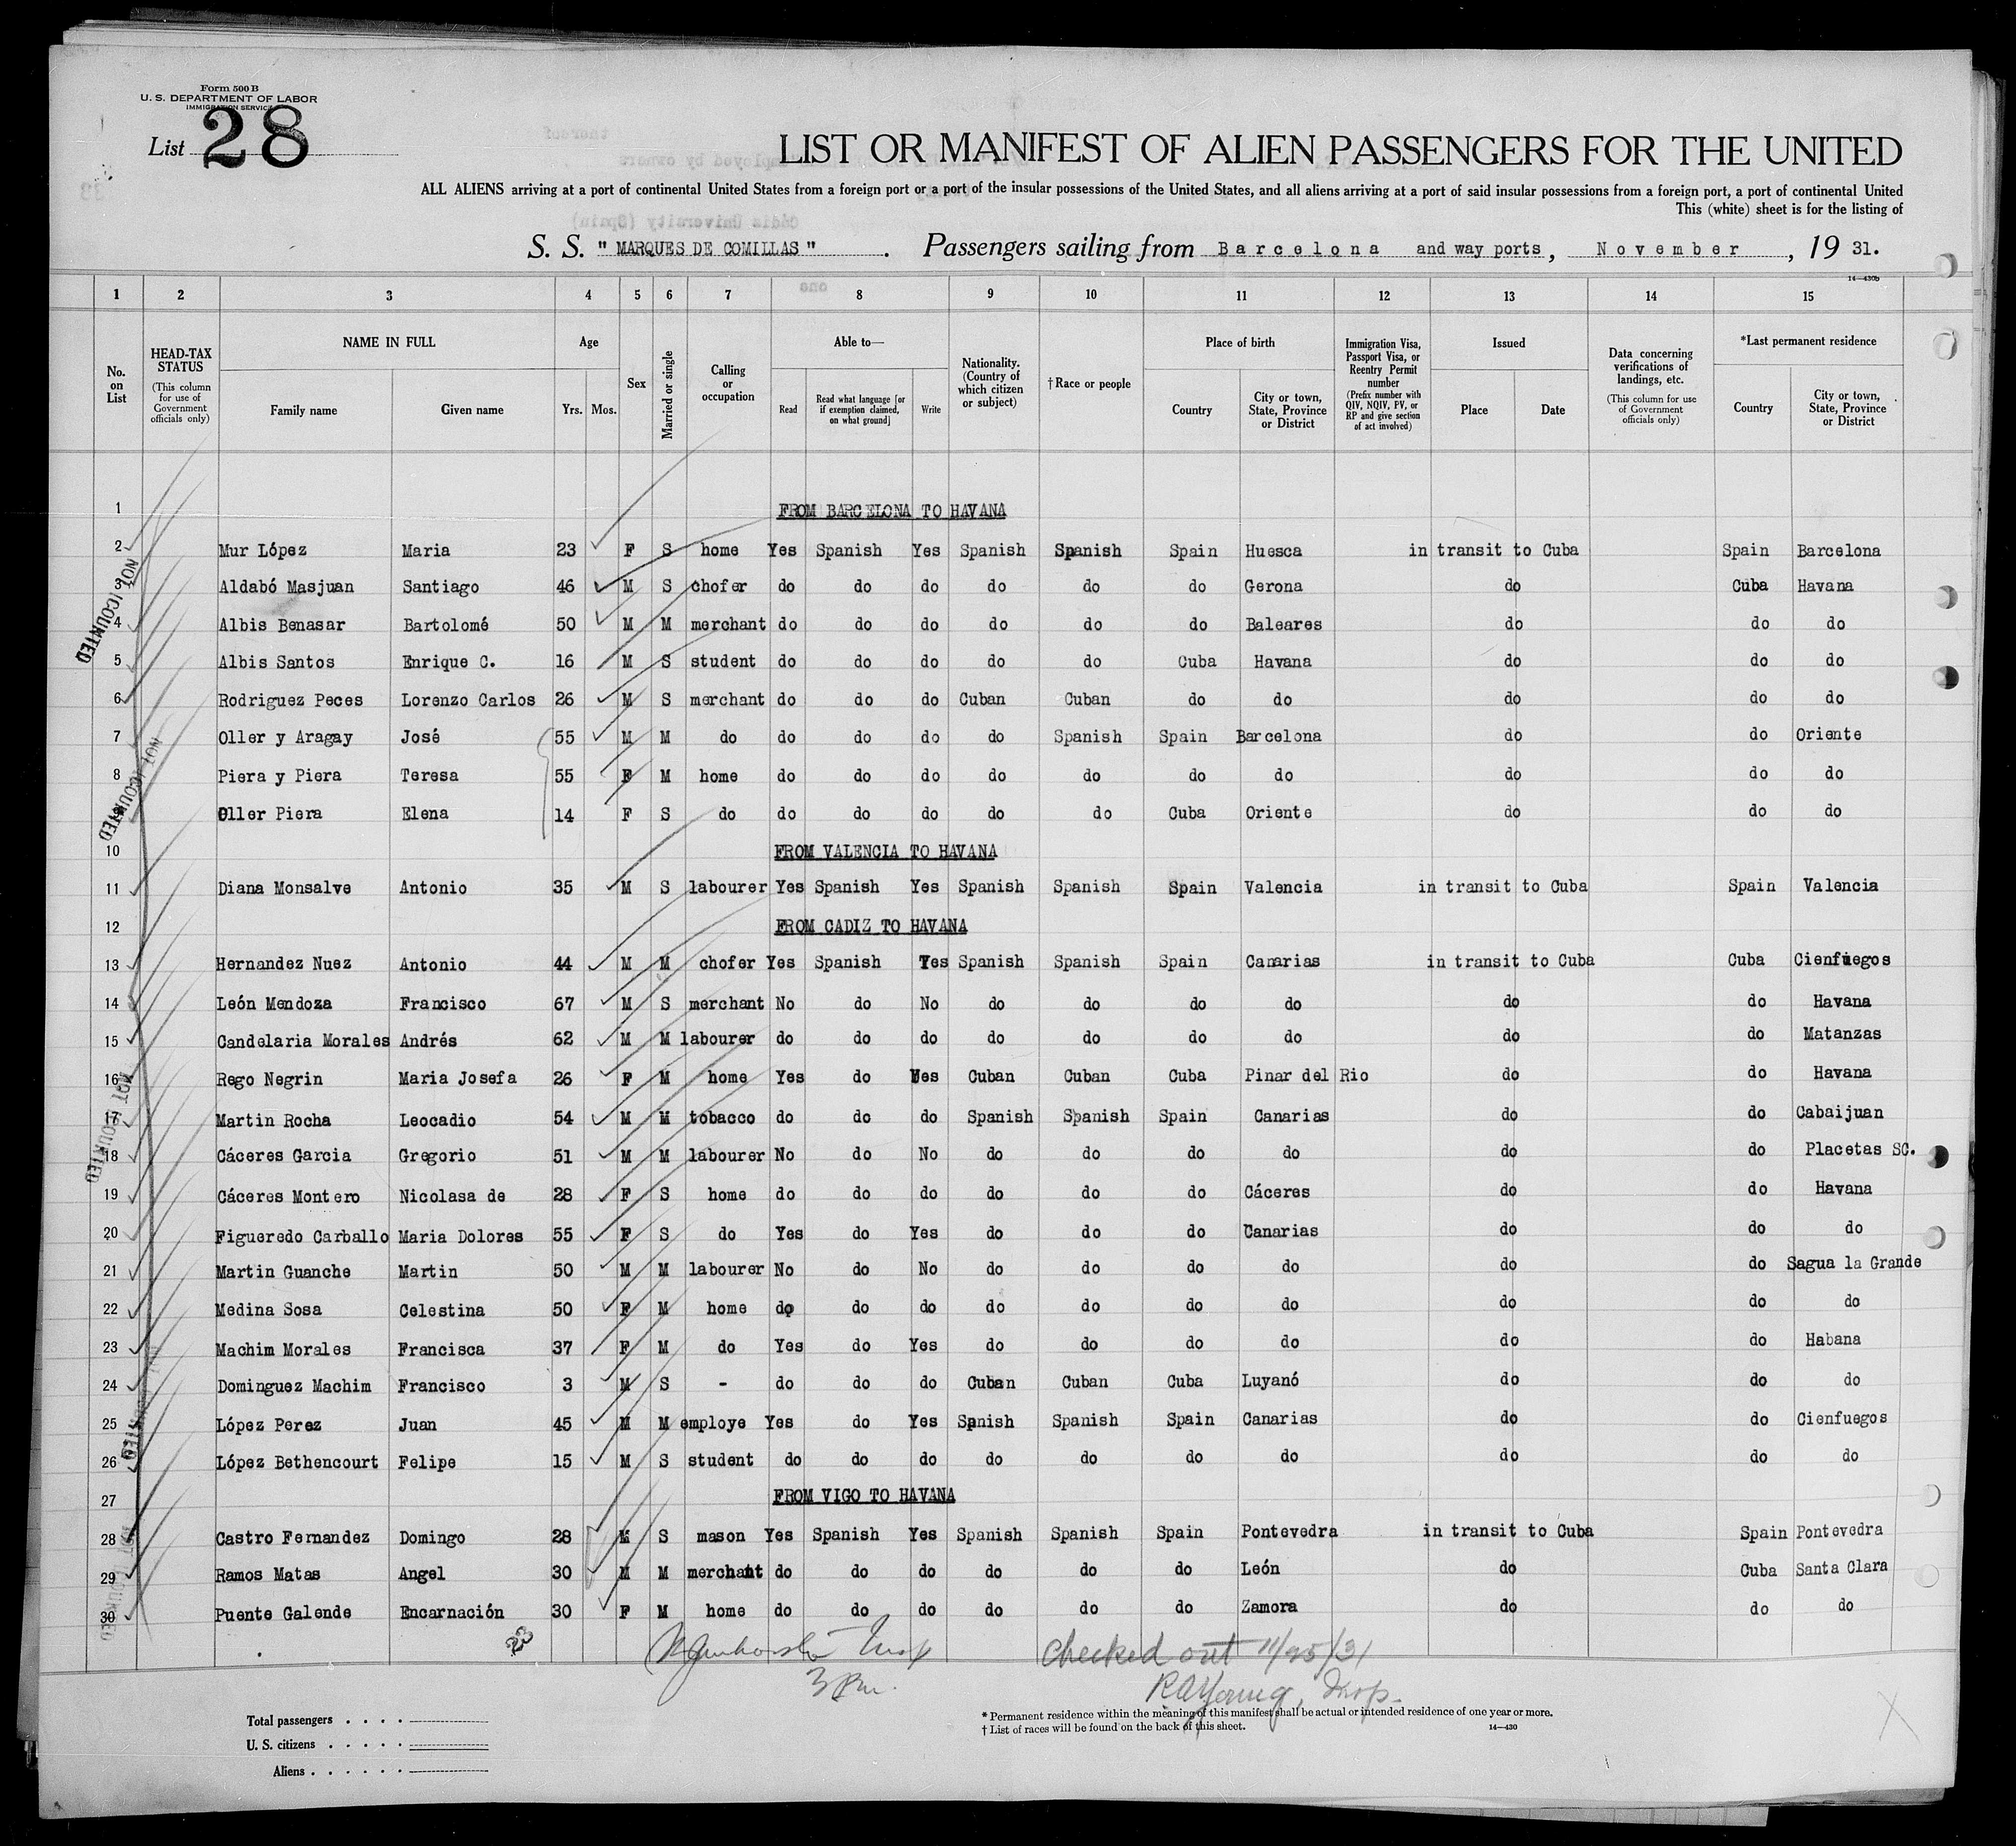 Form 500 B
U. S. DEPARTMENT OF LABOR
IMMIGRATION SERVICE
List 28
LIST OR MANIFEST OF ALIEN PASSENGERS FOR THE UNITED
ALL ALIENS arriving at a port of continental United States from a foreign port or a port of the insular possessions of the United States, and all aliens arriving at a port of said insular possessions from a foreign port, a port of continental United
This (white) sheet is for the listing of
S. S. " MARQUES DE COMILLAS " . Passengers sailing from Barcelona and way ports, November, 19 31.
14—430b
1 2 3 4 5 6 7 8 9 10 11 12 13 14 15
No. on List
HEAD-TAX STATUS (This column for use of Government officials only)
NAME IN FULL Family name Given name
Age Yrs. Mos.
Sex
Married or single
Calling or occupation
Able to— Read Read what language [or if exemption claimed, on what ground] Write
Nationality. (Country of which citizen or subject)
†Race or people
Place of birth Country City or town, State, Province or District
Immigration Visa, Passport Visa, or Reentry Permit number (Prefix number with QIV, NQIV, PV, or RP and give section of act involved)
Issued Place Date
Data concerning verifications of landings, etc. (This column for use of Government officials only)
*Last permanent residence Country City or town, State, Province or District
1 FROM BARCELONA TO HAVANA
2 Mur López Maria 23 F S home Yes Spanish Yes Spanish Spanish Spain Huesca in transit to Cuba Spain Barcelona
3 Aldabó Masjuan Santiago 46 M S chofer do do do do do do Gerona do Cuba Havana
4 Albis Benasar Bartolomé 50 M M merchant do do do do do do Baleares do do do
5 Albis Santos Enrique C. 16 M S student do do do do do Cuba Havana do do do
6 Rodriguez Peces Lorenzo Carlos 26 M S merchant do do do Cuban Cuban do do do do do
7 Oller y Aragay José 55 M M do do do do do Spanish Spain Barcelona do do Oriente
8 Piera y Piera Teresa 55 F M home do do do do do do do do do do
9 Oller Piera Elena 14 F S do do do do do do Cuba Oriente do do do
10 FROM VALENCIA TO HAVANA
11 Diana Monsalve Antonio 35 M S labourer Yes Spanish Yes Spanish Spanish Spain Valencia in transit to Cuba Spain Valencia
12 FROM CADIZ TO HAVANA
13 Hernandez Nuez Antonio 44 M M chofer Yes Spanish Yes Spanish Spanish Spain Canarias in transit to Cuba Cuba Cienfuegos
14 León Mendoza Francisco 67 M S merchant No do No do do do do do do Havana
15 Candelaria Morales Andrés 62 M M labourer do do do do do do do do do Matanzas
16 Rego Negrin Maria Josefa 26 F M home Yes do Yes Cuban Cuban Cuba Pinar del Rio do do Havana
17 Martin Rocha Leocadio 54 M M tobacco do do do Spanish Spanish Spain Canarias do do Cabaijuan
18 Cáceres Garcia Gregorio 51 M M labourer No do No do do do do do do Placetas SC.
19 Cáceres Montero Nicolasa de 28 F S home do do do do do do Cáceres do do Havana
20 Figueredo Carballo Maria Dolores 55 F S do Yes do Yes do do do Canarias do do do
21 Martin Guanche Martin 50 M M labourer No do No do do do do do do Sagua la Grande
22 Medina Sosa Celestina 50 F M home do do do do do do do do do do
23 Machim Morales Francisca 37 F M do Yes do Yes do do do do do do Habana
24 Dominguez Machim Francisco 3 M S - do do do Cuban Cuban Cuba Luyanó do do do
25 López Perez Juan 45 M M employe Yes do Yes Spanish Spanish Spain Canarias do do Cienfuegos
26 López Bethencourt Felipe 15 M S student do do do do do do do do do do
27 FROM VIGO TO HAVANA
28 Castro Fernandez Domingo 28 M S mason Yes Spanish Yes Spanish Spanish Spain Pontevedra in transit to Cuba Spain Pontevedra
29 Ramos Matas Angel 30 M M merchant do do do do do do León do Cuba Santa Clara
30 Puente Galende Encarnación 30 F M home do do do do do do Zamora do do do
23
Insp
3 Pm.
checked out 11/25/31
R A Young, Insp.
Total passengers . . . .
U. S. citizens . . . . .
Aliens . . . . . .
* Permanent residence within the meaning of this manifest shall be actual or intended residence of one year or more.
† List of races will be found on the back of this sheet. 14—430